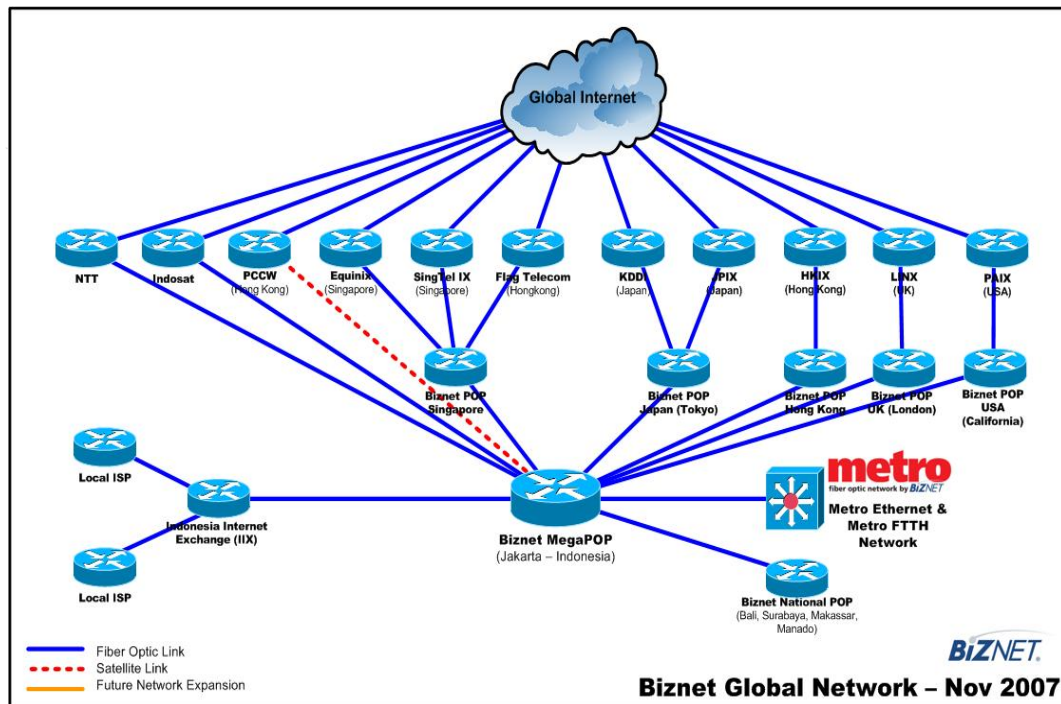 Global Internet
NTT
Indosat
PCCW
(Hong Kong)
Equinix
(Singapore)
SingTel IX
(Singapore)
Flag Telecom
(Hongkong)
KDDI
(Japan)
JPIX
(Japan)
HKIX
(Hong Kong)
LINX
(UK)
PAIX
(USA)
Biznet POP
Singapore
Biznet POP
Japan (Tokyo)
Biznet POP
Hong Kong
Biznet POP
UK (London)
Biznet POP
USA
(California)
Local ISP
Indonesia Internet
Exchange (IIX)
Local ISP
Biznet MegaPOP
(Jakarta – Indonesia)
metro
fiber optic network by BIZNET
Metro Ethernet &
Metro FTTH
Network
Biznet National POP
(Bali, Surabaya, Makassar,
Manado)
Fiber Optic Link
Satellite Link
Future Network Expansion
BIZNET.
Biznet Global Network – Nov 2007